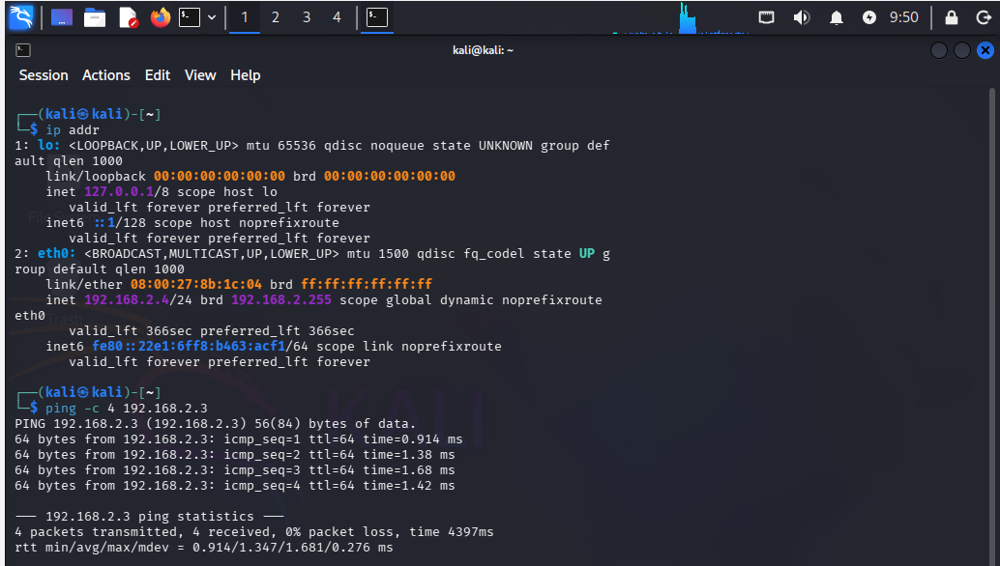 1 2 3 4 9:50
kali@kali: ~
Session Actions Edit View Help
┌──(kali㉿kali)-[~]
└─$ ip addr
1: lo: <LOOPBACK,UP,LOWER_UP> mtu 65536 qdisc noqueue state UNKNOWN group def
ault qlen 1000
    link/loopback 00:00:00:00:00:00 brd 00:00:00:00:00:00
    inet 127.0.0.1/8 scope host lo
       valid_lft forever preferred_lft forever
    inet6 ::1/128 scope host noprefixroute
       valid_lft forever preferred_lft forever
2: eth0: <BROADCAST,MULTICAST,UP,LOWER_UP> mtu 1500 qdisc fq_codel state UP g
roup default qlen 1000
    link/ether 08:00:27:8b:1c:04 brd ff:ff:ff:ff:ff:ff
    inet 192.168.2.4/24 brd 192.168.2.255 scope global dynamic noprefixroute
eth0
Trash
       valid_lft 366sec preferred_lft 366sec
    inet6 fe80::22e1:6ff8:b463:acf1/64 scope link noprefixroute
       valid_lft forever preferred_lft forever
┌──(kali㉿kali)-[~]
└─$ ping -c 4 192.168.2.3
KALI
PING 192.168.2.3 (192.168.2.3) 56(84) bytes of data.
64 bytes from 192.168.2.3: icmp_seq=1 ttl=64 time=0.914 ms
64 bytes from 192.168.2.3: icmp_seq=2 ttl=64 time=1.38 ms
64 bytes from 192.168.2.3: icmp_seq=3 ttl=64 time=1.68 ms
64 bytes from 192.168.2.3: icmp_seq=4 ttl=64 time=1.42 ms
--- 192.168.2.3 ping statistics ---
4 packets transmitted, 4 received, 0% packet loss, time 4397ms
rtt min/avg/max/mdev = 0.914/1.347/1.681/0.276 ms